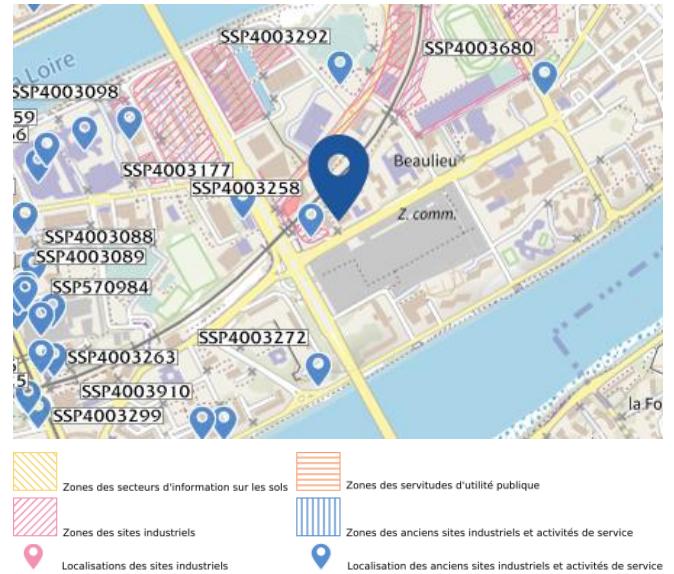 SSP4003292
SSP4003680
a Loire
SSP4003098
59
66
SSP4003177
Beaulieu
SSP4003258
Z. comm.
SSP4003088
SSP4003089
SSP570984
SSP4003272
SSP4003263
5
SSP4003910
SSP4003299
la Fo
Zones des secteurs d'information sur les sols
Zones des servitudes d'utilité publique
Zones des sites industriels
Zones des anciens sites industriels et activités de service
Localisations des sites industriels
Localisation des anciens sites industriels et activités de service